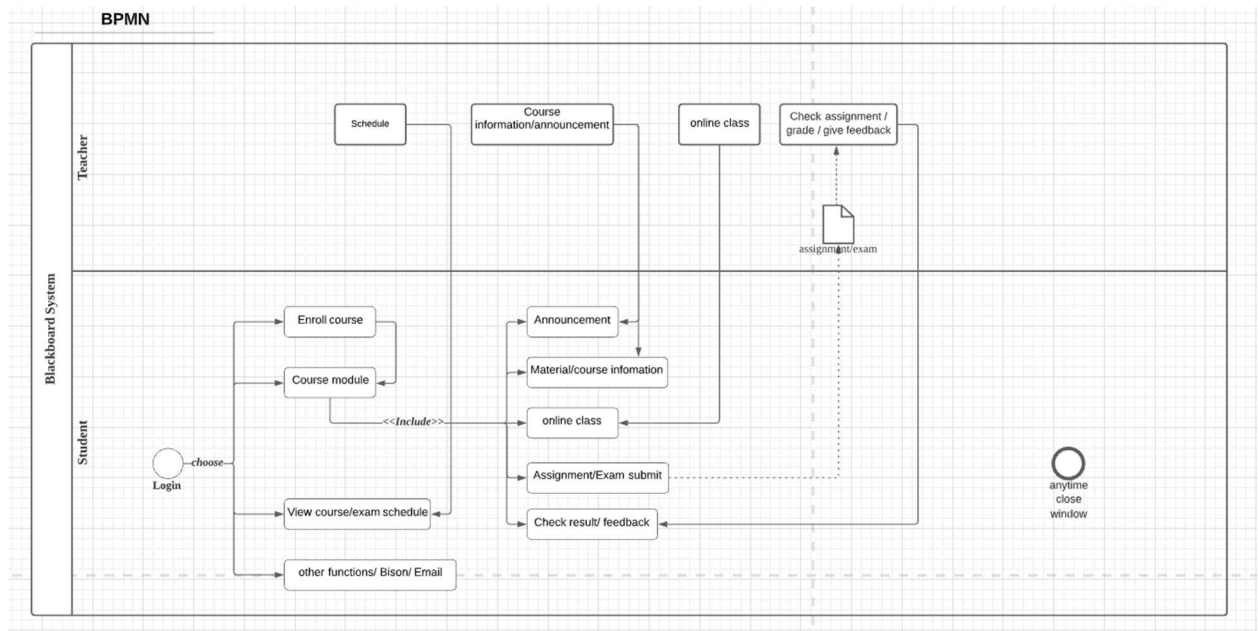 BPMN
Blackboard System
Teacher
Schedule
Course
information/announcement
online class
Check assignment /
grade / give feedback
assignment/exam
Student
Login
choose
Enroll course
Course module
<<Include>>
View course/exam schedule
other functions/ Bison/ Email
Announcement
Material/course infomation
online class
Assignment/Exam submit
Check result/ feedback
anytime
close
window